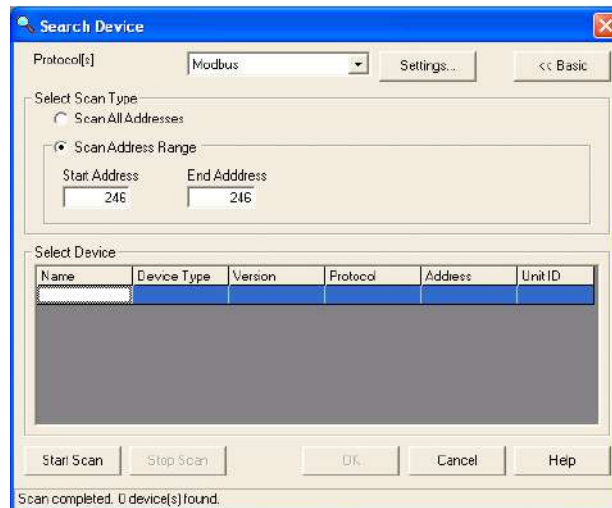 Search Device
Protocol[s] Modbus Settings... << Basic
Select Scan Type
Scan All Addresses
Scan Address Range
Start Address End Adddress
246 246
Select Device
Name Device Type Version Protocol Address Unit ID
Start Scan Stop Scan OK Cancel Help
Scan completed. 0 device(s) found.